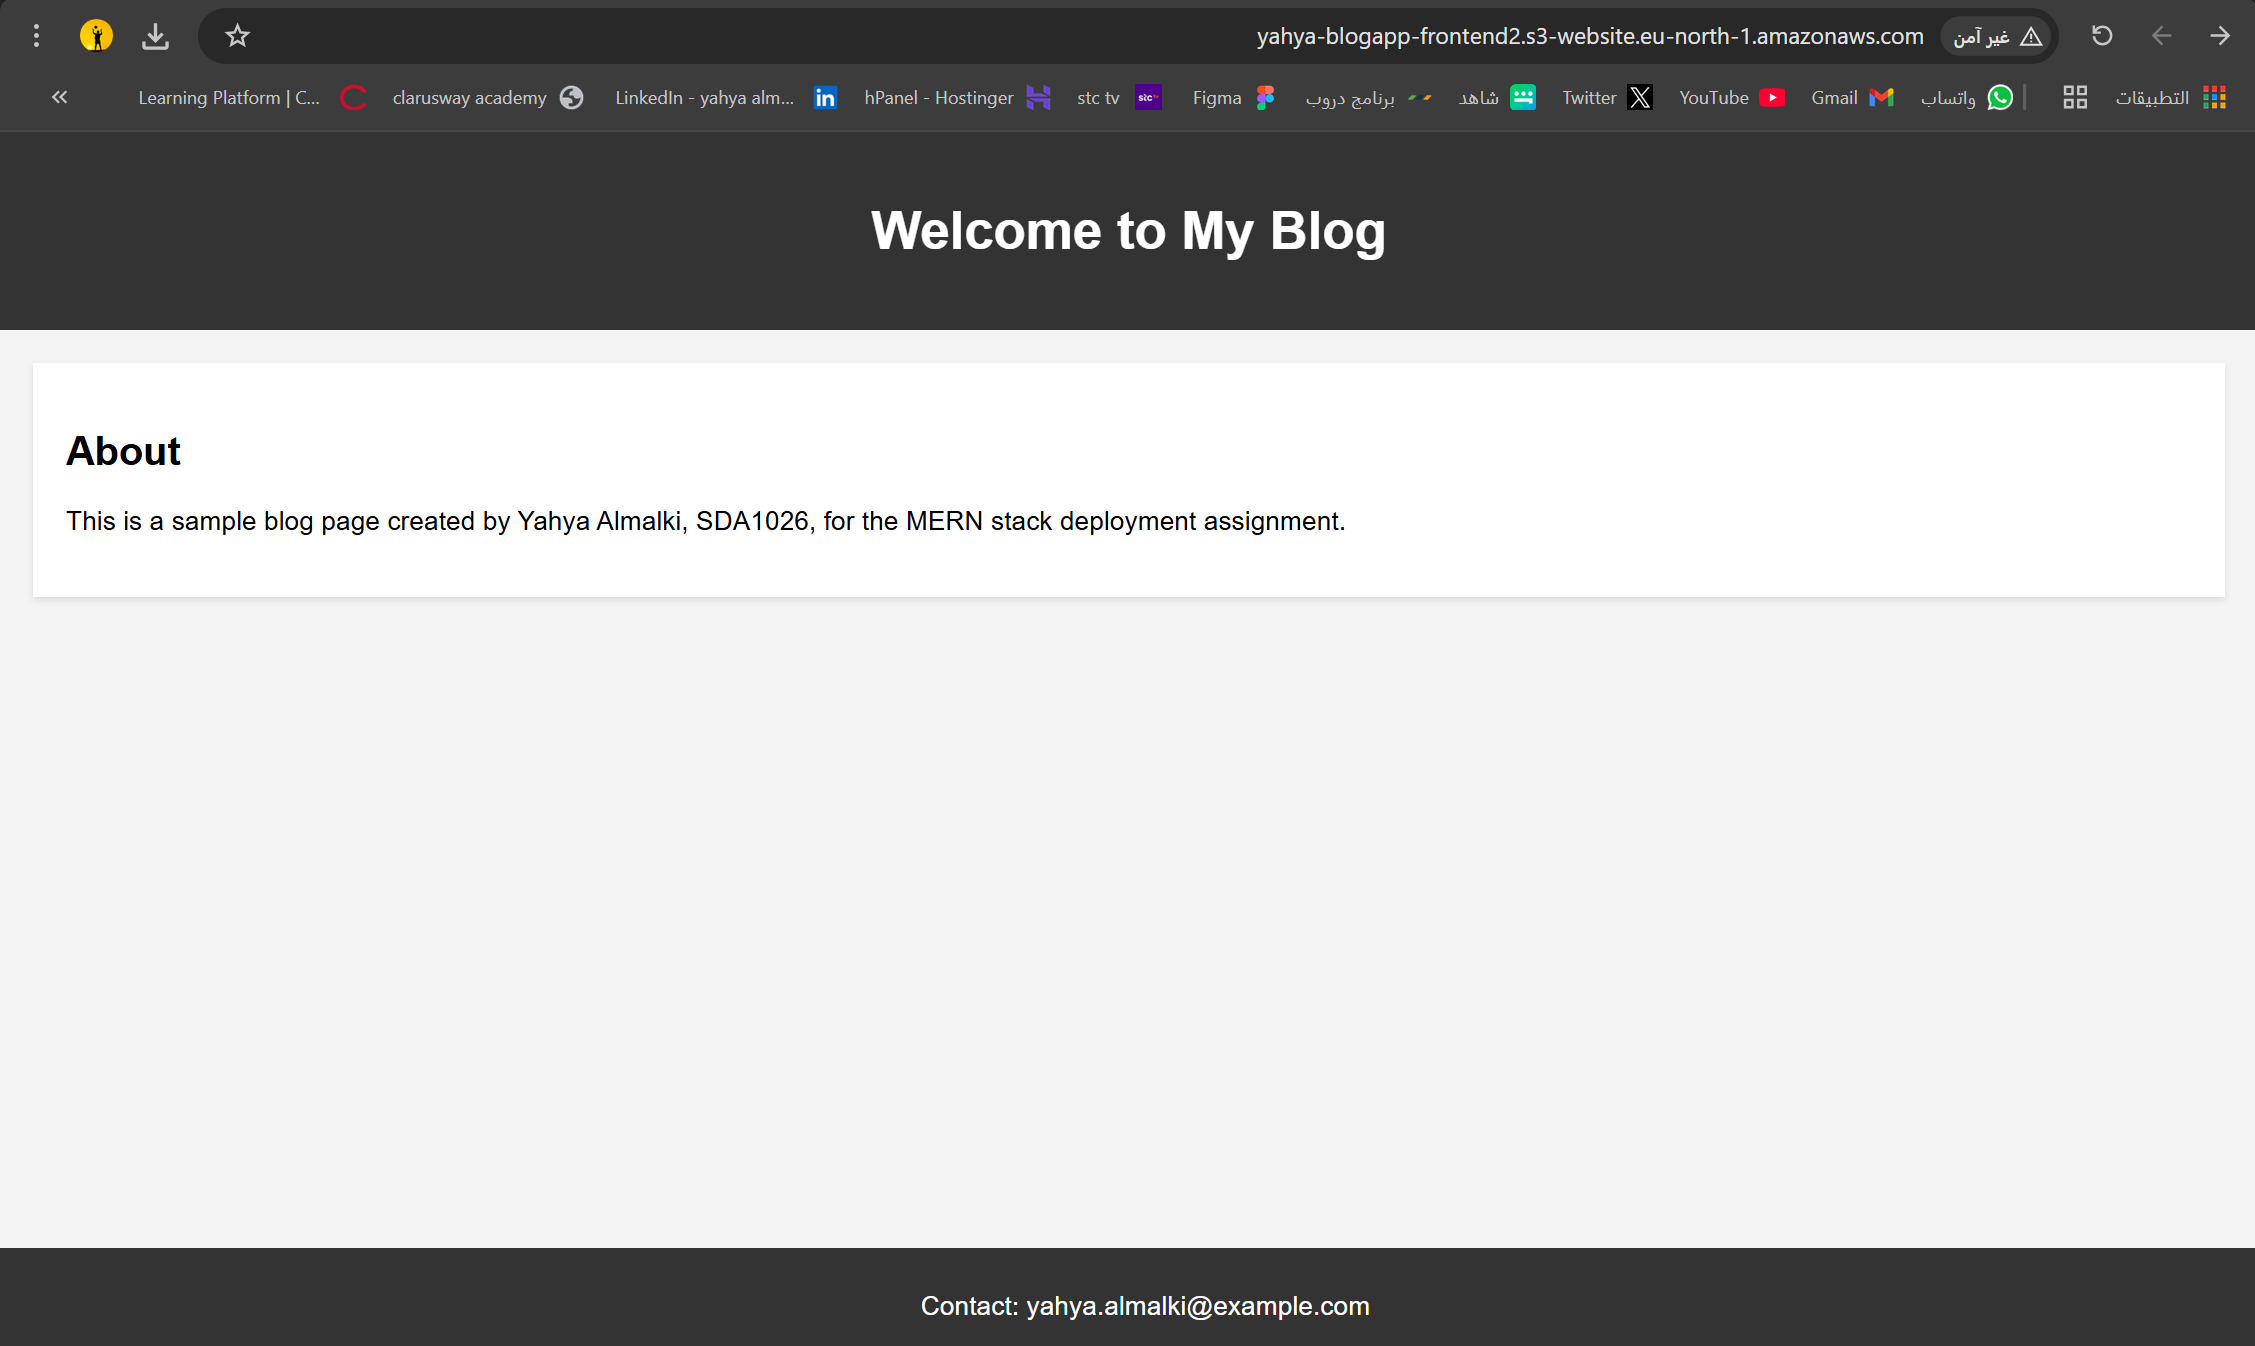 yahya-blogapp-frontend2.s3-website.eu-north-1.amazonaws.com غير آمن
التطبيقات واتساب Gmail YouTube Twitter شاهد برنامج دروب Figma stc tv hPanel - Hostinger LinkedIn - yahya alm... clarusway academy Learning Platform | C...
Welcome to My Blog
About
This is a sample blog page created by Yahya Almalki, SDA1026, for the MERN stack deployment assignment.
Contact: yahya.almalki@example.com